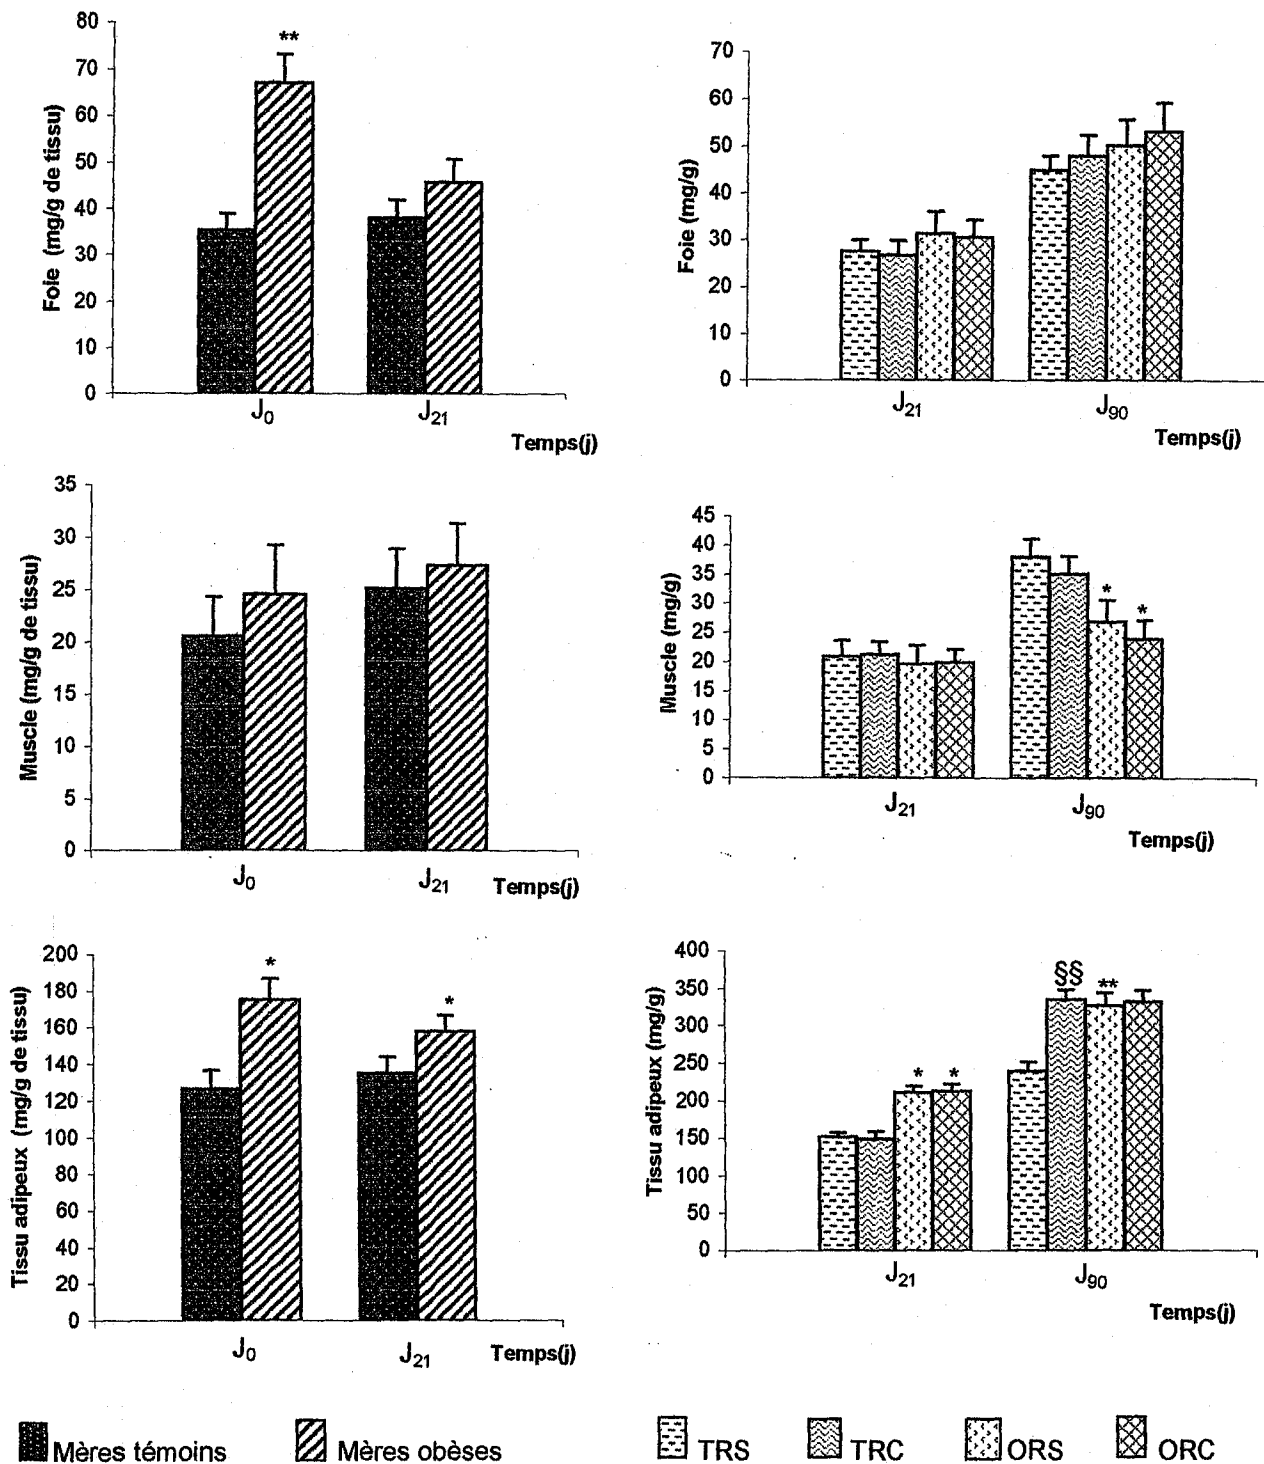 Foie (mg/g de tissu)
80
70
60
50
40
30
20
10
0
**
J0
J21
Temps(j)
Foie (mg/g)
70
60
50
40
30
20
10
0
J21
J90
Temps(j)
Muscle (mg/g de tissu)
35
30
25
20
15
10
5
0
J0
J21
Temps(j)
Muscle (mg/g)
45
40
35
30
25
20
15
10
5
0
*
*
J21
J90
Temps(j)
Tissu adipeux (mg/g de tissu)
200
180
160
140
120
100
80
60
40
20
0
*
*
J0
J21
Temps(j)
Tissu adipeux (mg/g)
400
350
300
250
200
150
100
50
0
*
*
§§
**
J21
J90
Temps(j)
Mères témoins
Mères obèses
TRS
TRC
ORS
ORC